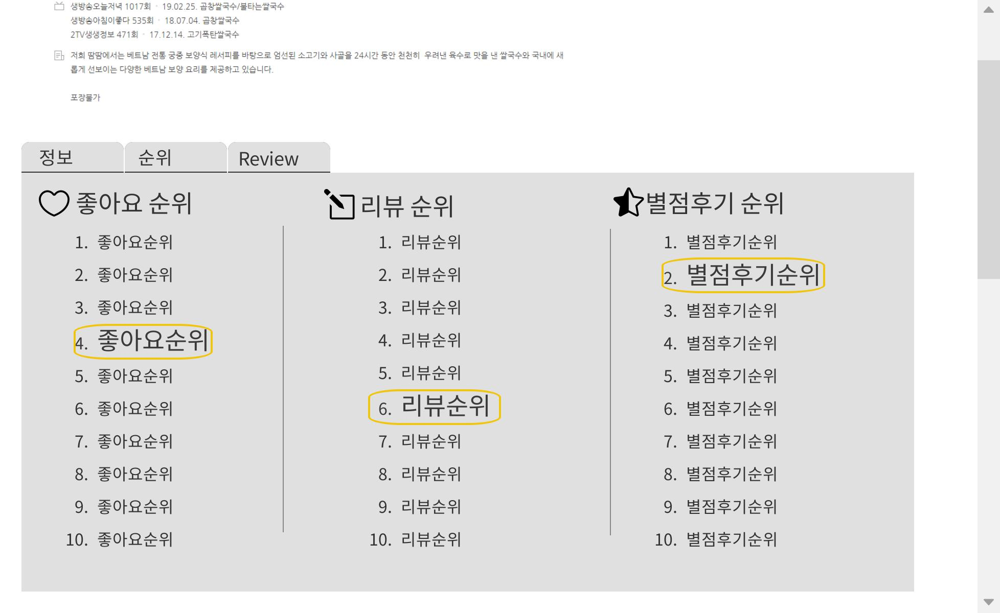 생방송오늘저녁 1017회 • 19.02.25. 곱창쌀국수/불타는쌀국수
생방송아침이좋다 535회 • 18.07.04. 곱창쌀국수
2TV생생정보 471회 • 17.12.14. 고기폭탄쌀국수
저희 땀땀에서는 베트남 전통 궁중 보양식 레서피를 바탕으로 엄선된 소고기와 사골을 24시간 동안 천천히 우려낸 육수로 맛을 낸 쌀국수와 국내에 새
롭게 선보이는 다양한 베트남 보양 요리를 제공하고 있습니다.
포장불가
정보
순위
Review
좋아요 순위
1. 좋아요순위
2. 좋아요순위
3. 좋아요순위
4. 좋아요순위
5. 좋아요순위
6. 좋아요순위
7. 좋아요순위
8. 좋아요순위
9. 좋아요순위
10. 좋아요순위
리뷰 순위
1. 리뷰순위
2. 리뷰순위
3. 리뷰순위
4. 리뷰순위
5. 리뷰순위
6. 리뷰순위
7. 리뷰순위
8. 리뷰순위
9. 리뷰순위
10. 리뷰순위
별점후기 순위
1. 별점후기순위
2. 별점후기순위
3. 별점후기순위
4. 별점후기순위
5. 별점후기순위
6. 별점후기순위
7. 별점후기순위
8. 별점후기순위
9. 별점후기순위
10. 별점후기순위